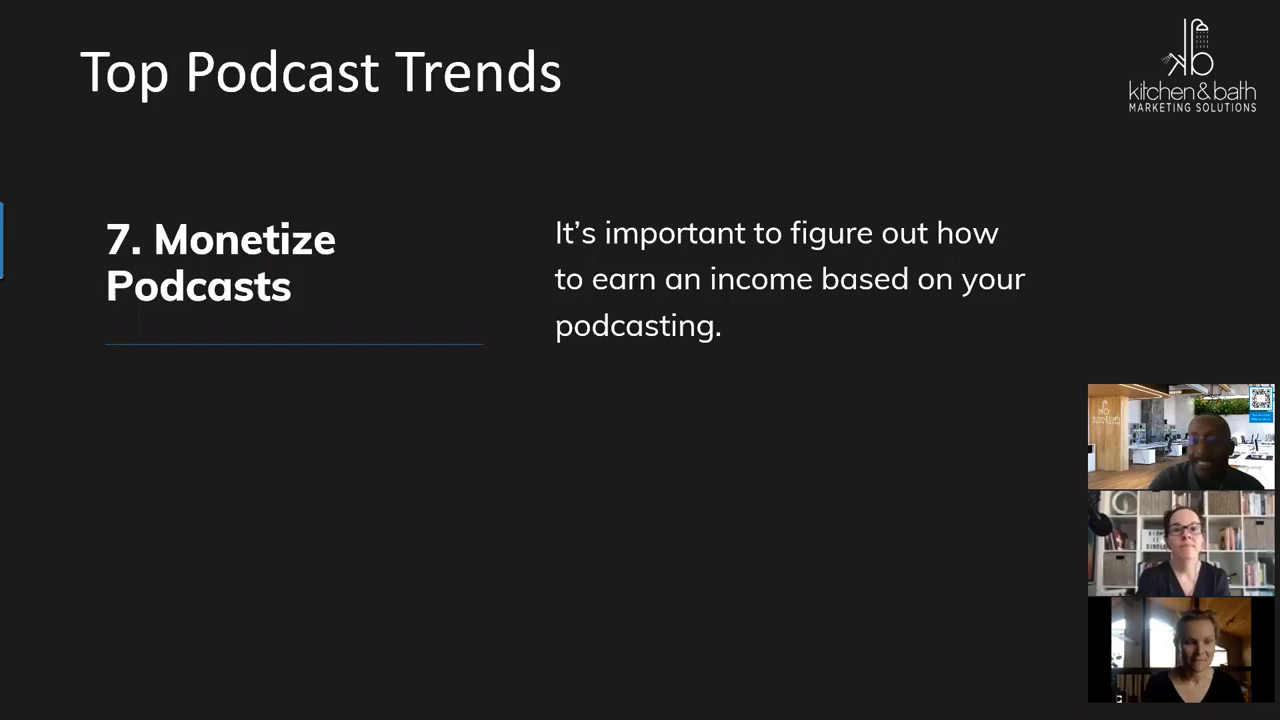 Top Podcast Trends
kitchen&bath
MARKETING SOLUTIONS
7. Monetize
Podcasts
It’s important to figure out how
to earn an income based on your
podcasting.